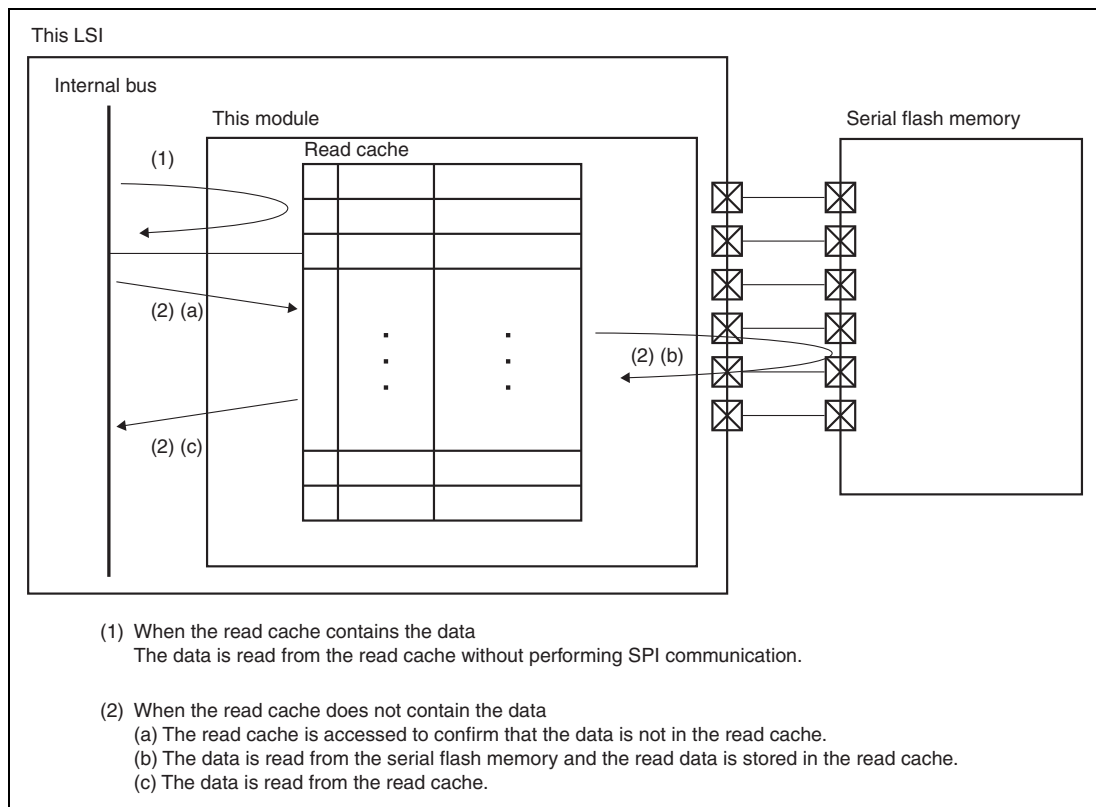 This LSI
Internal bus
This module
Serial flash memory
Read cache
(1)
(2) (a)
(2) (b)
(2) (c)
(1) When the read cache contains the data
The data is read from the read cache without performing SPI communication.
(2) When the read cache does not contain the data
(a) The read cache is accessed to confirm that the data is not in the read cache.
(b) The data is read from the serial flash memory and the read data is stored in the read cache.
(c) The data is read from the read cache.